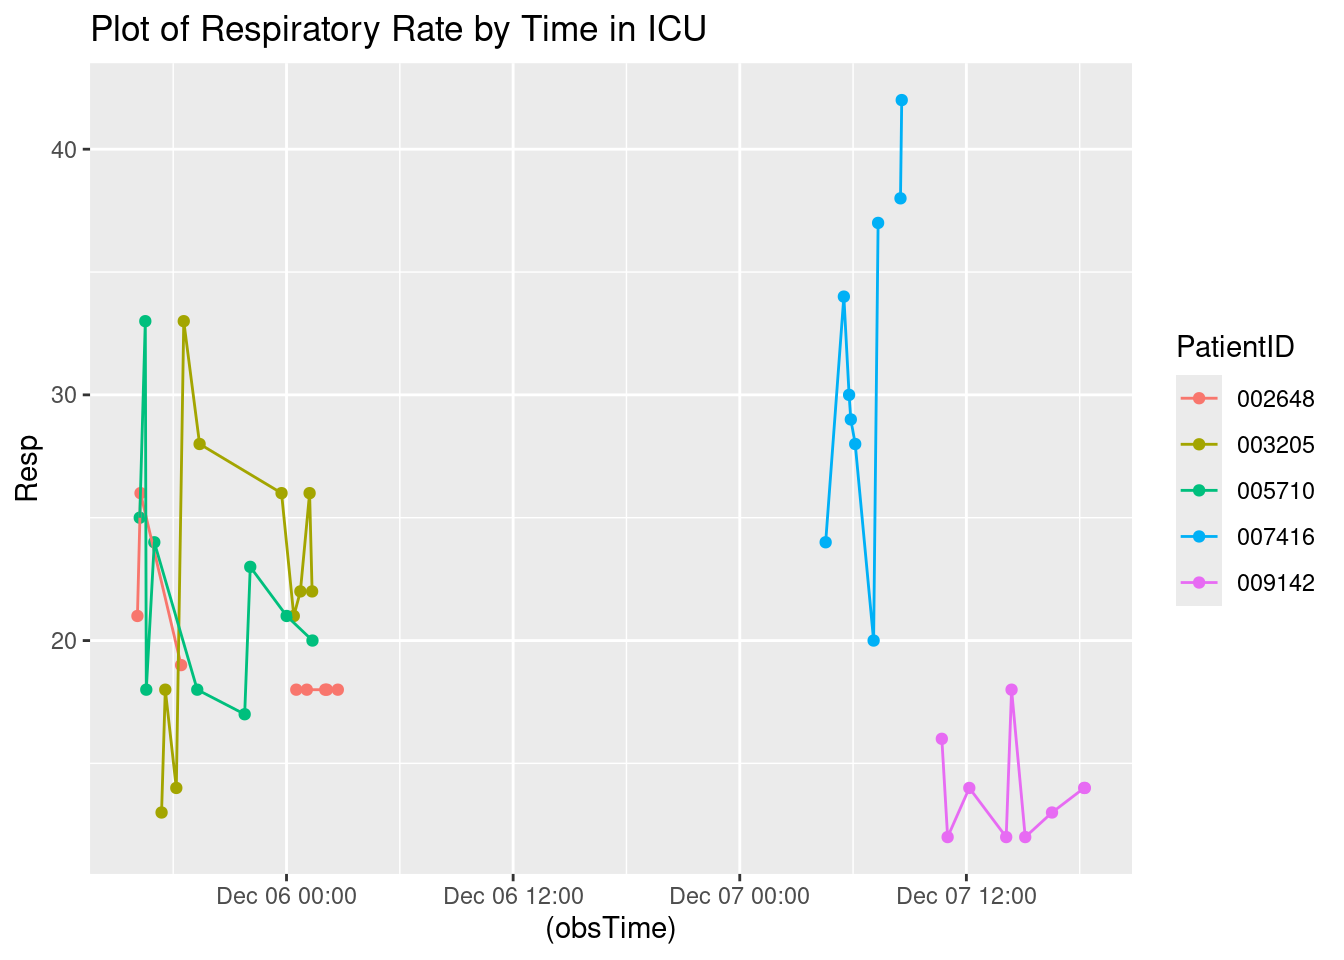 Plot of Respiratory Rate by Time in ICU
40
30
20
Resp
Dec 06 00:00
Dec 06 12:00
Dec 07 00:00
Dec 07 12:00
(obsTime)
PatientID
002648
003205
005710
007416
009142